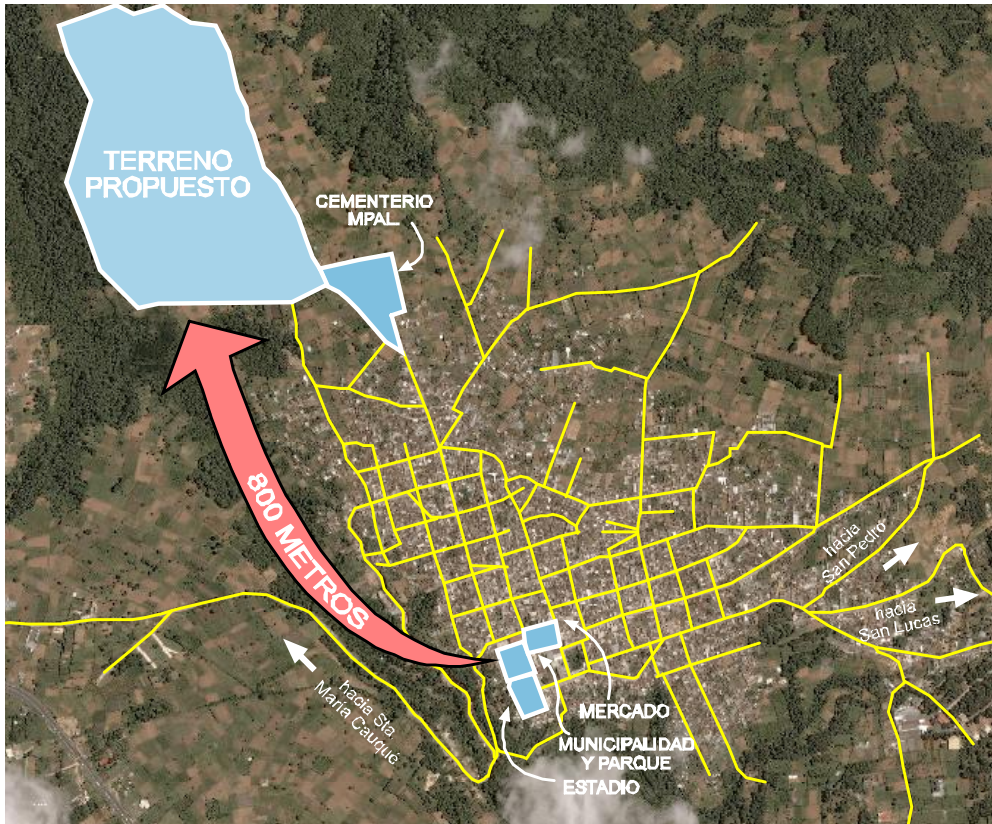 TERRENO
PROPUESTO
CEMENTERIO
MPAL
800 METROS
hacia
San Pedro
hacia
San Lucas
hacia Sta
María Cauqué
MERCADO
MUNICIPALIDAD
Y PARQUE
ESTADIO